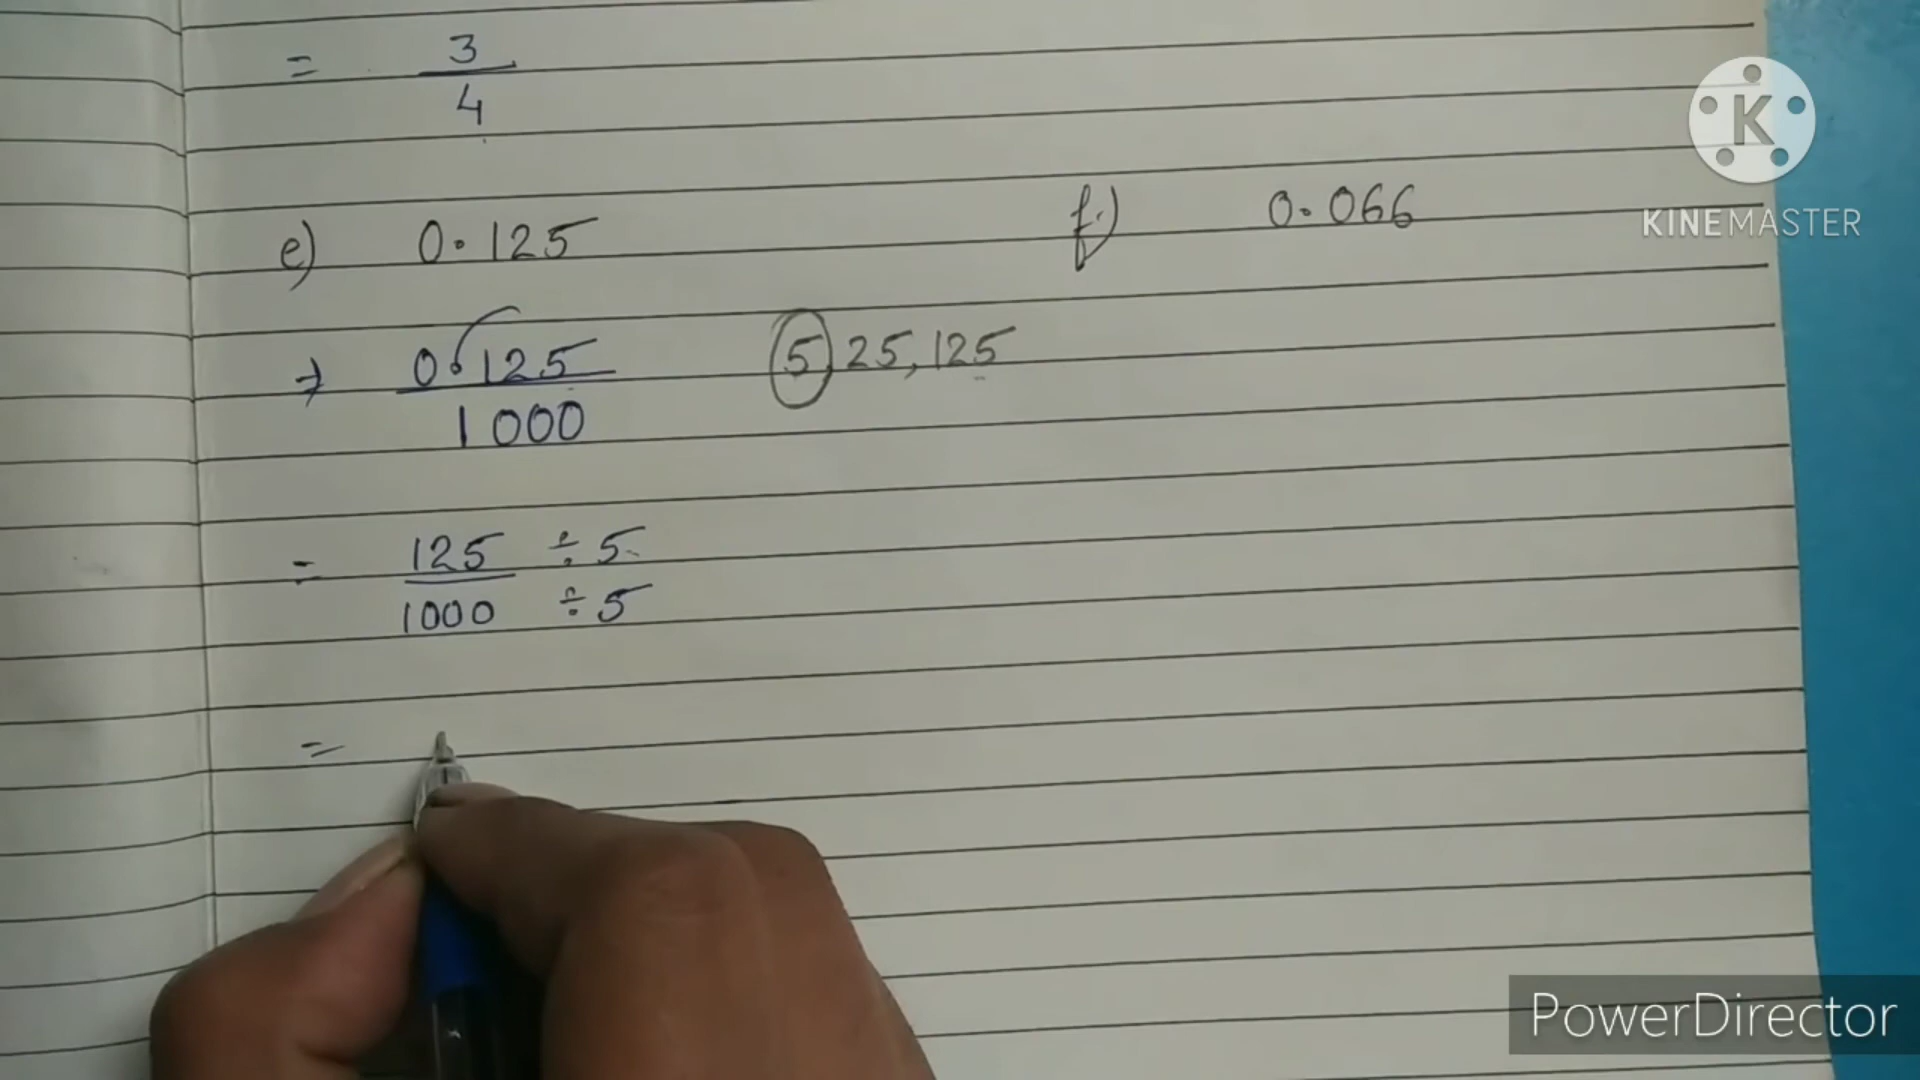 = 3
4
e) 0.125 f.) 0.066
→ 0.125 5, 25, 125
1000
= 125 ÷ 5
1000 ÷ 5
=
K
KINEMASTER
PowerDirector